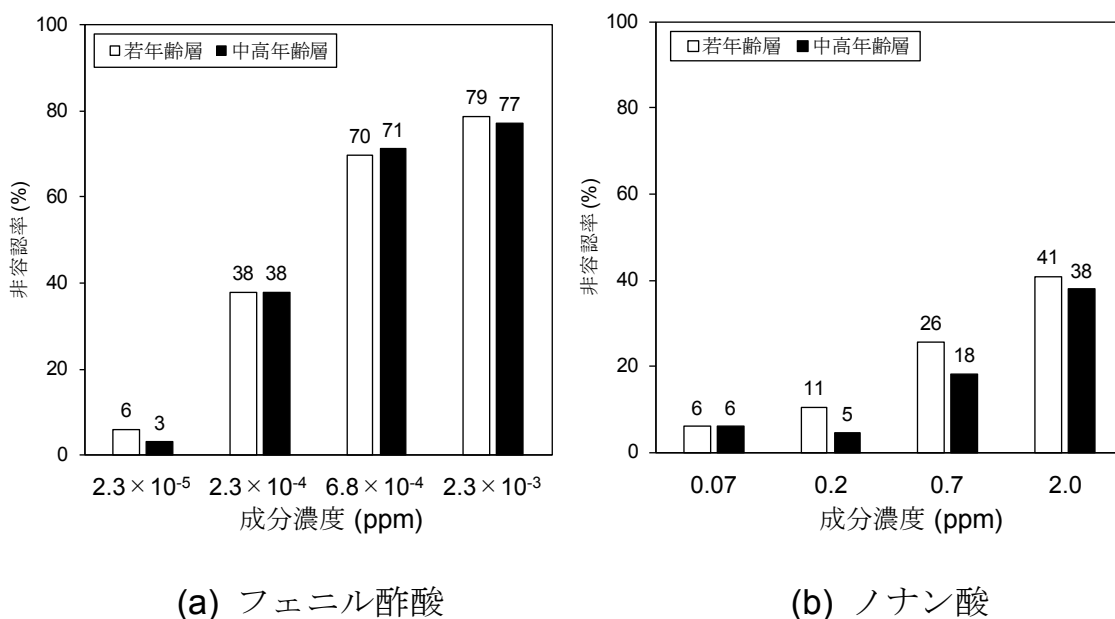 100
80
60
40
20
0
非容認率 (%)
□若年齢層 ■中高年齢層
6
3
38
38
70
71
79
77
2.3×10⁻⁵ 2.3×10⁻⁴ 6.8×10⁻⁴ 2.3×10⁻³
成分濃度 (ppm)
(a) フェニル酢酸
100
80
60
40
20
0
非容認率 (%)
□若年齢層 ■中高年齢層
6
6
11
5
26
18
41
38
0.07 0.2 0.7 2.0
成分濃度 (ppm)
(b) ノナン酸